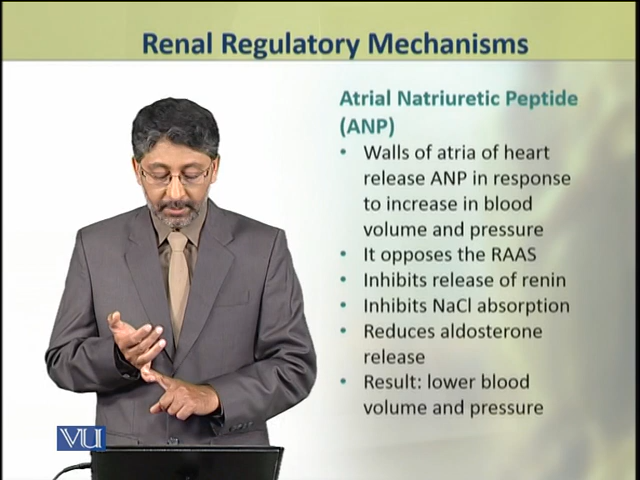 Renal Regulatory Mechanisms
Atrial Natriuretic Peptide
(ANP)
• Walls of atria of heart
release ANP in response
to increase in blood
volume and pressure
• It opposes the RAAS
• Inhibits release of renin
• Inhibits NaCl absorption
• Reduces aldosterone
release
• Result: lower blood
volume and pressure
VU